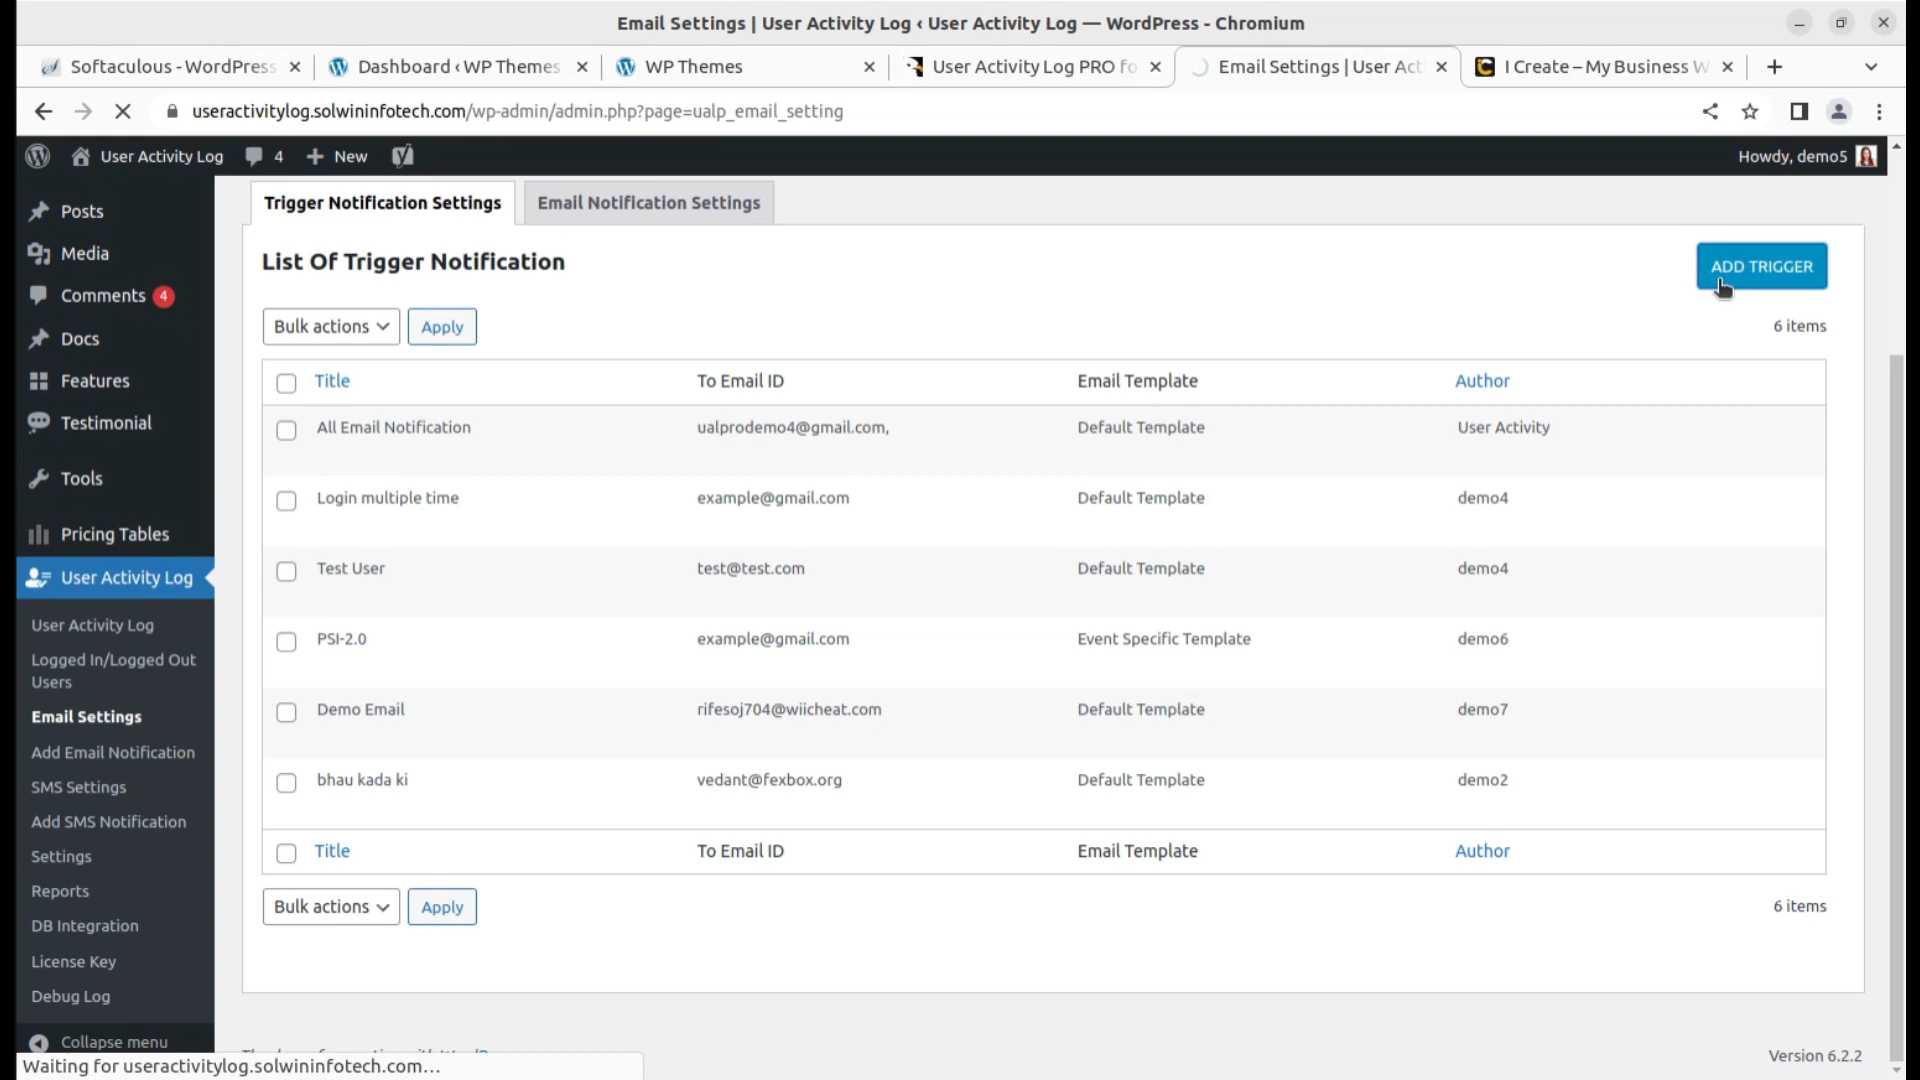 Email Settings | User Activity Log ‹ User Activity Log — WordPress - Chromium
Softaculous - WordPress
Dashboard ‹ WP Themes
WP Themes
User Activity Log PRO fo
Email Settings | User Act
I Create – My Business W
useractivitylog.solwininfotech.com/wp-admin/admin.php?page=ualp_email_setting
User Activity Log
4
New
Howdy, demo5
Posts
Media
Comments 4
Docs
Features
Testimonial
Tools
Pricing Tables
User Activity Log
User Activity Log
Logged In/Logged Out
Users
Email Settings
Add Email Notification
SMS Settings
Add SMS Notification
Settings
Reports
DB Integration
License Key
Debug Log
Collapse menu
Trigger Notification Settings
Email Notification Settings
List Of Trigger Notification
ADD TRIGGER
Bulk actions
Apply
6 items
Title To Email ID Email Template Author
All Email Notification ualprodemo4@gmail.com, Default Template User Activity
Login multiple time example@gmail.com Default Template demo4
Test User test@test.com Default Template demo4
PSI-2.0 example@gmail.com Event Specific Template demo6
Demo Email rifesoj704@wiicheat.com Default Template demo7
bhau kada ki vedant@fexbox.org Default Template demo2
Title To Email ID Email Template Author
Bulk actions
Apply
6 items
Version 6.2.2
Waiting for useractivitylog.solwininfotech.com...